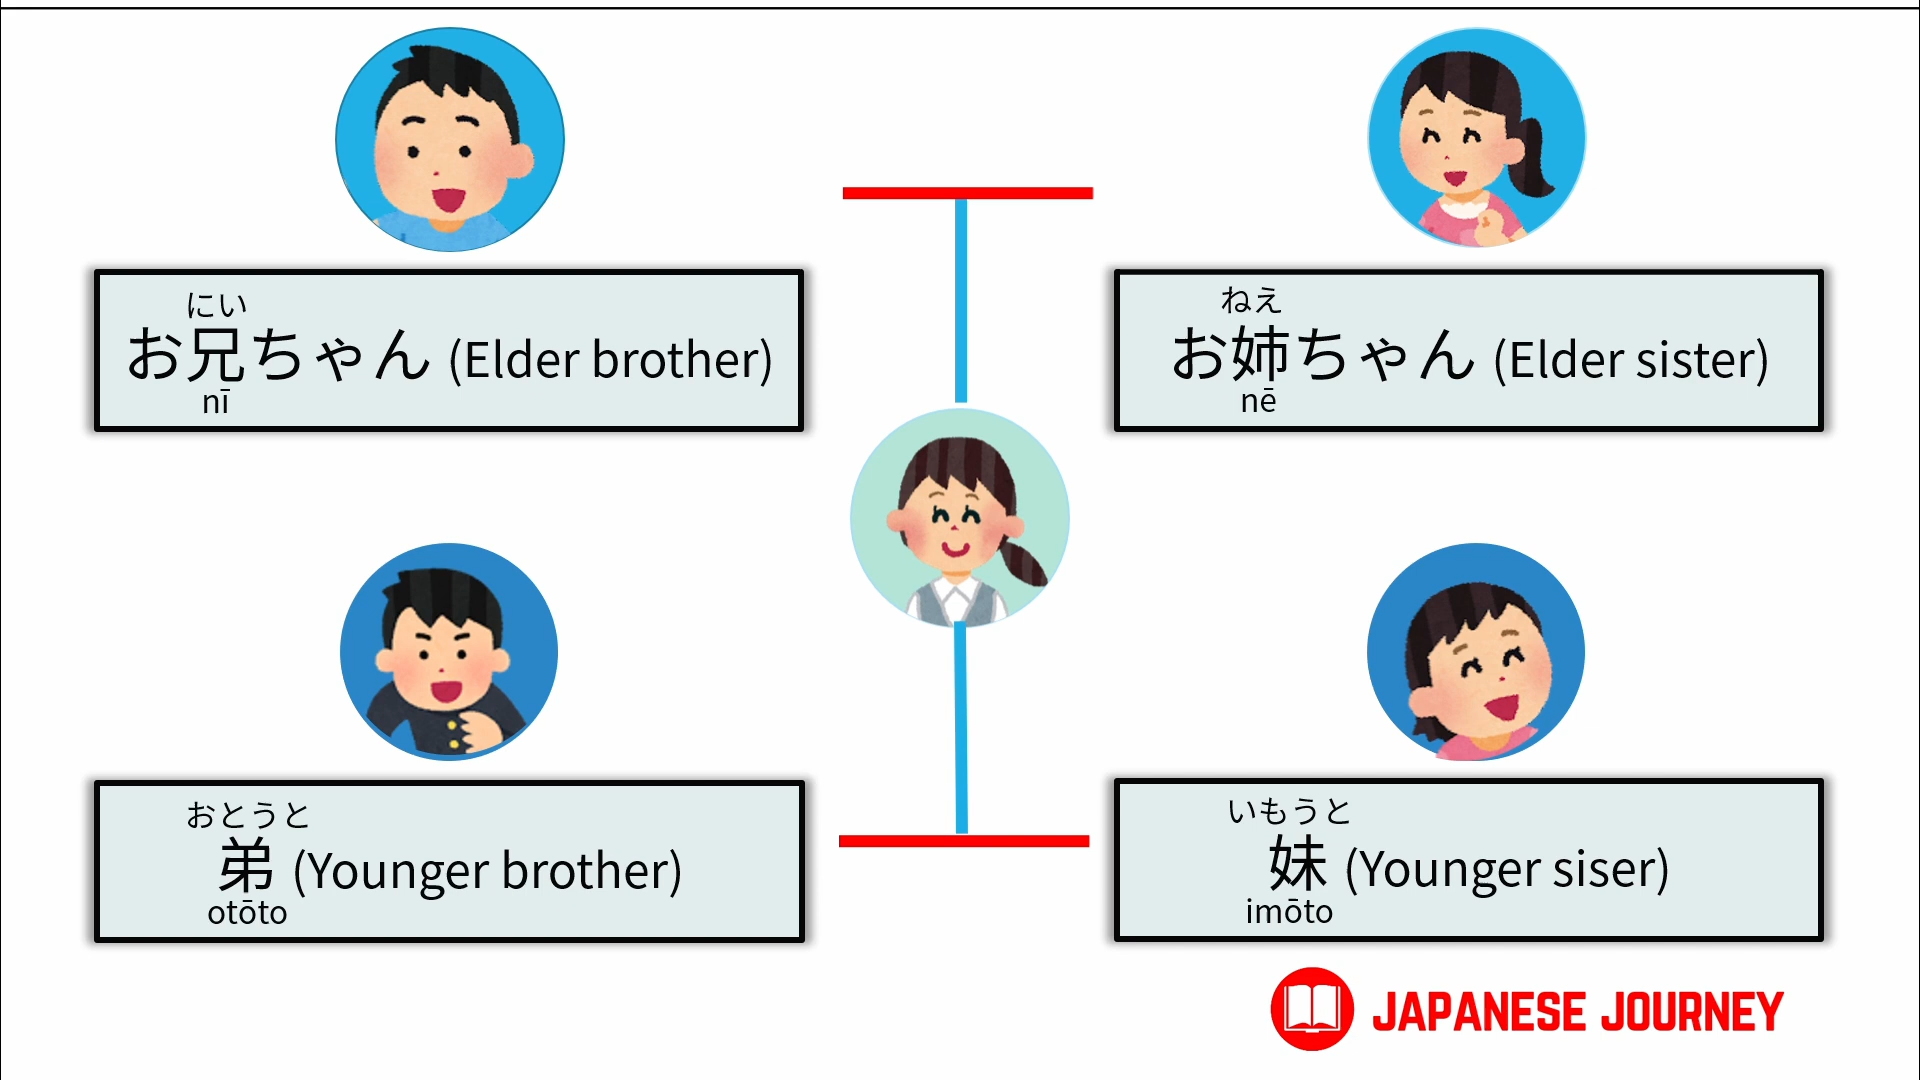 にい
お兄ちゃん (Elder brother)
nī
ねえ
お姉ちゃん (Elder sister)
nē
おとうと
弟 (Younger brother)
otōto
いもうと
妹 (Younger siser)
imōto
JAPANESE JOURNEY